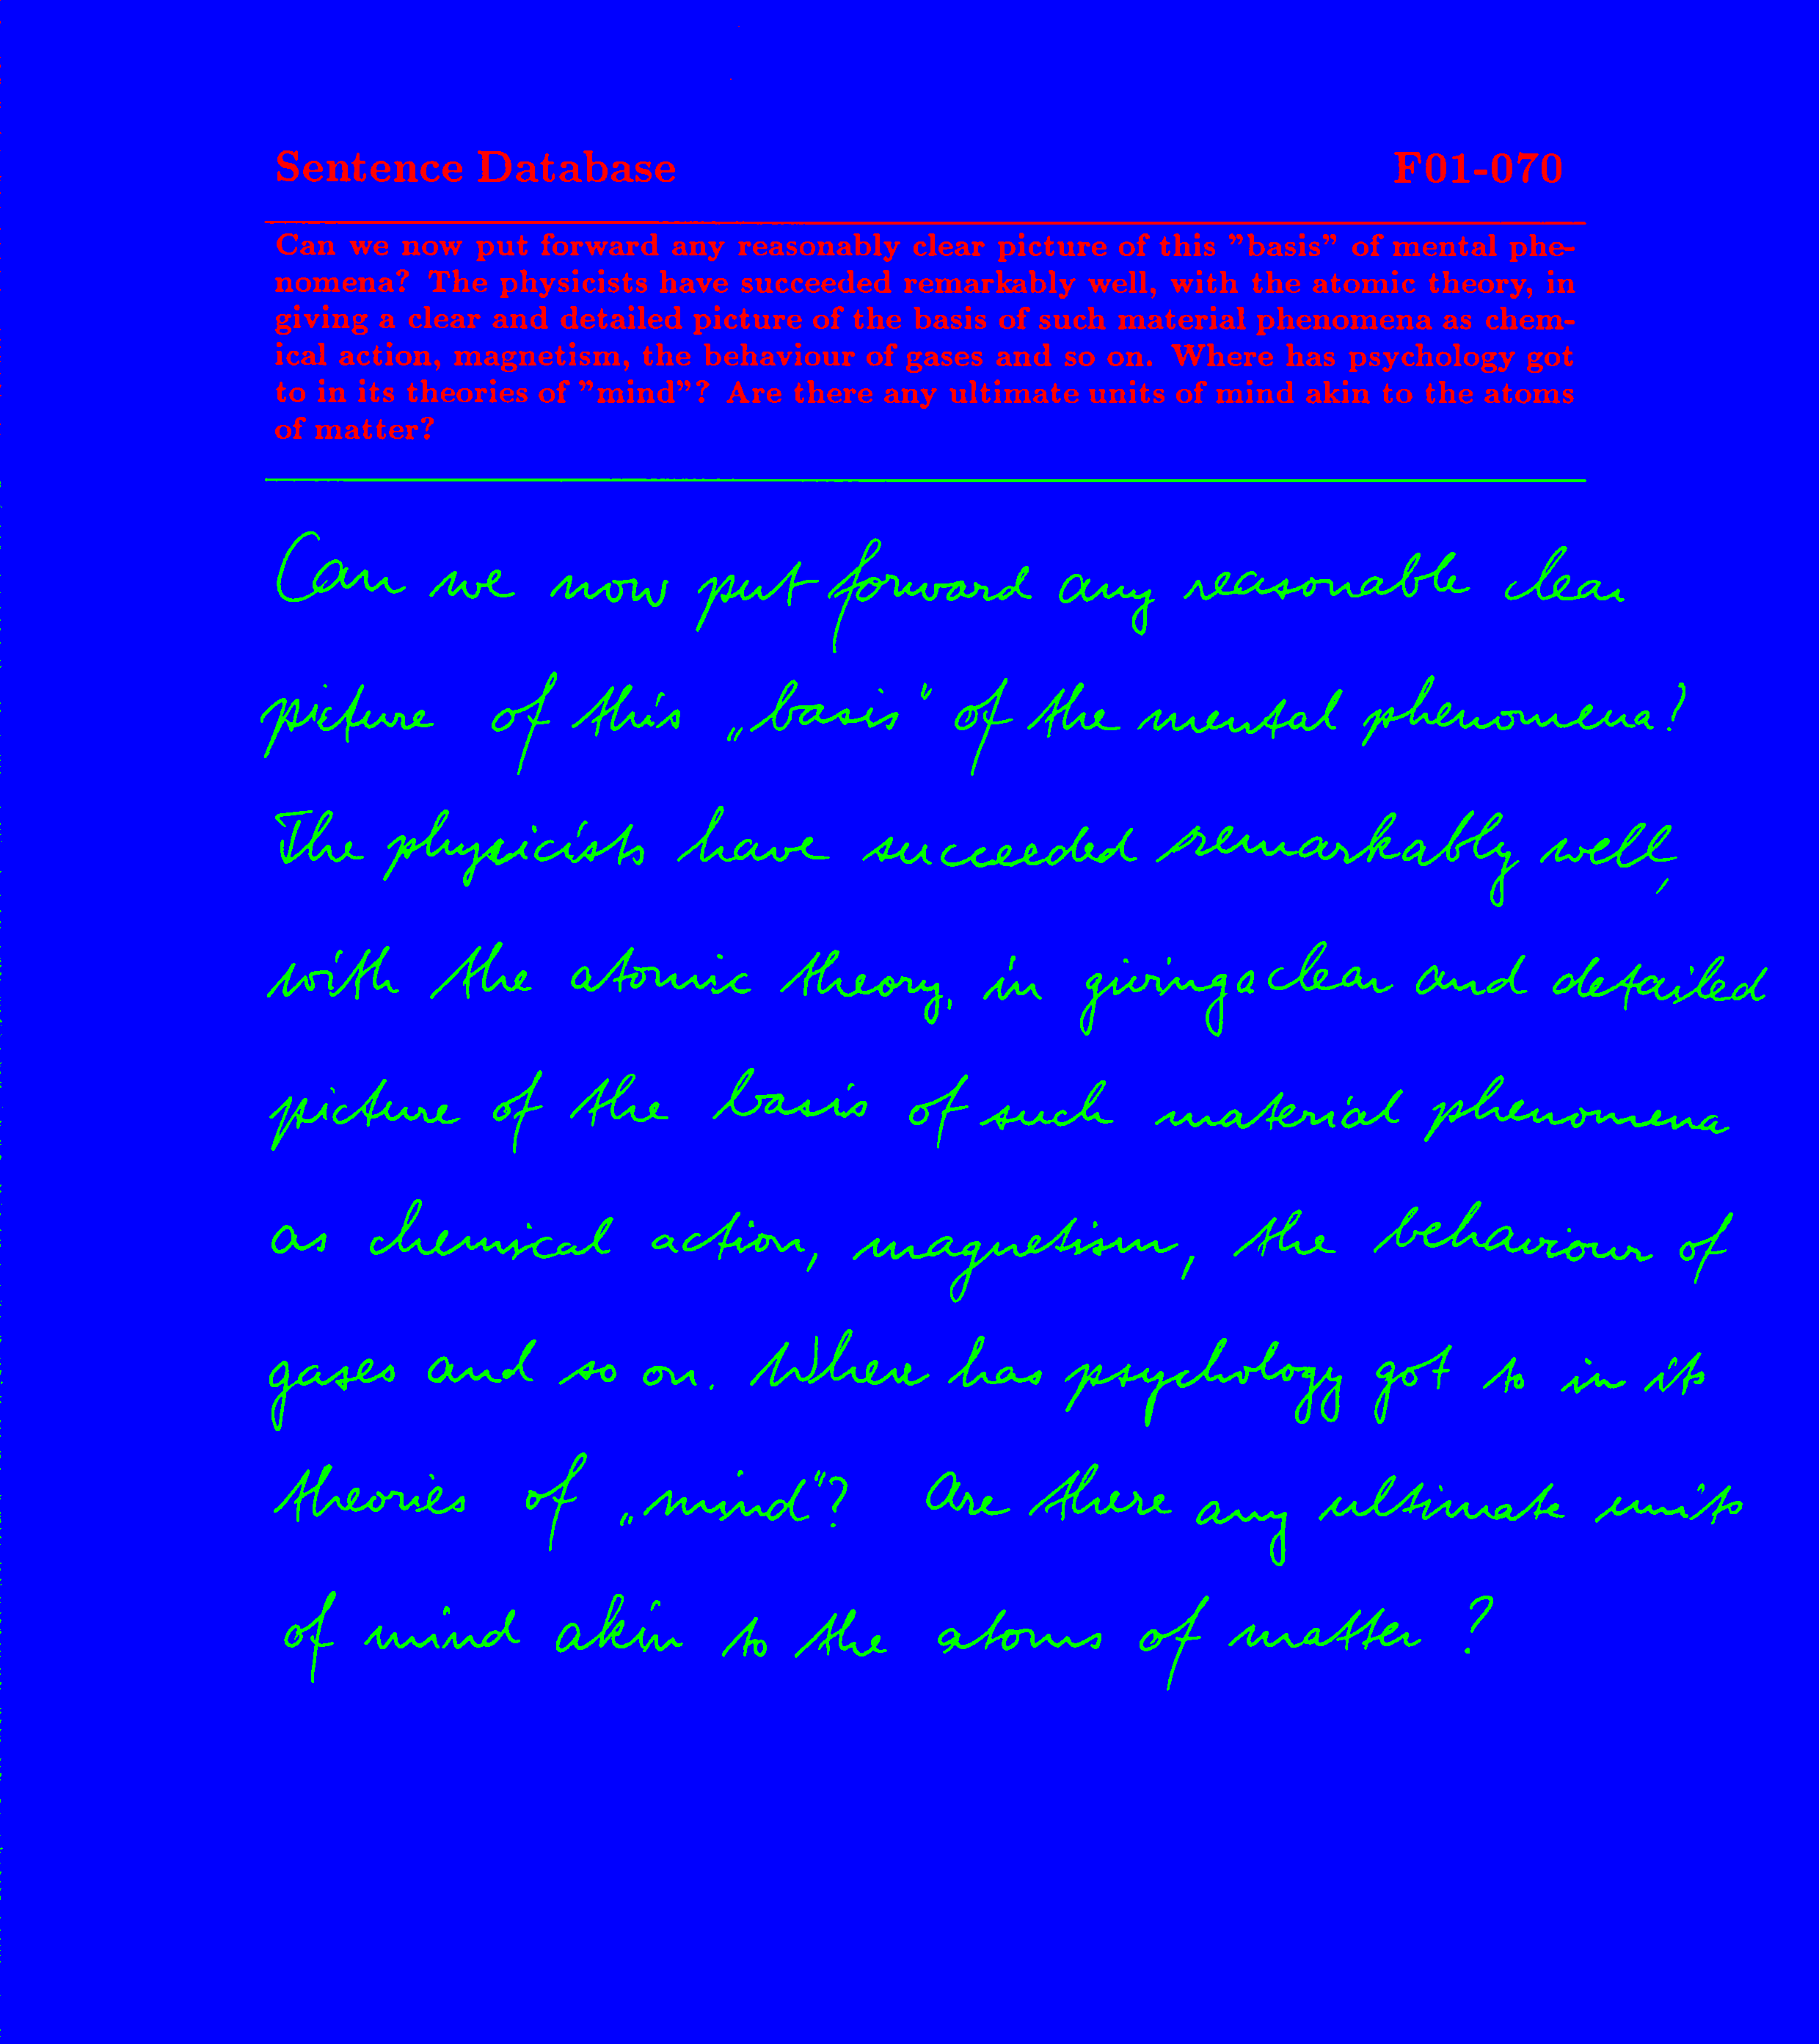 Sentence Database F01-070
Can we now put forward any reasonably clear picture of this "basis" of mental phe-
nomena? The physicists have succeeded remarkably well, with the atomic theory, in
giving a clear and detailed picture of the basis of such material phenomena as chem-
ical action, magnetism, the behaviour of gases and so on. Where has psychology got
to in its theories of "mind"? Are there any ultimate units of mind akin to the atoms
of matter?
Can we now put forward any reasonable clear
picture of this „basis" of the mental phenomena?
The physicists have succeeded remarkably well,
with the atomic theory, in giving a clear and detailed
picture of the basis of such material phenomena
as chemical action, magnetism, the behaviour of
gases and so on. Where has psychology got to in its
theories of „mind"? Are there any ultimate units
of mind akin to the atoms of matter?